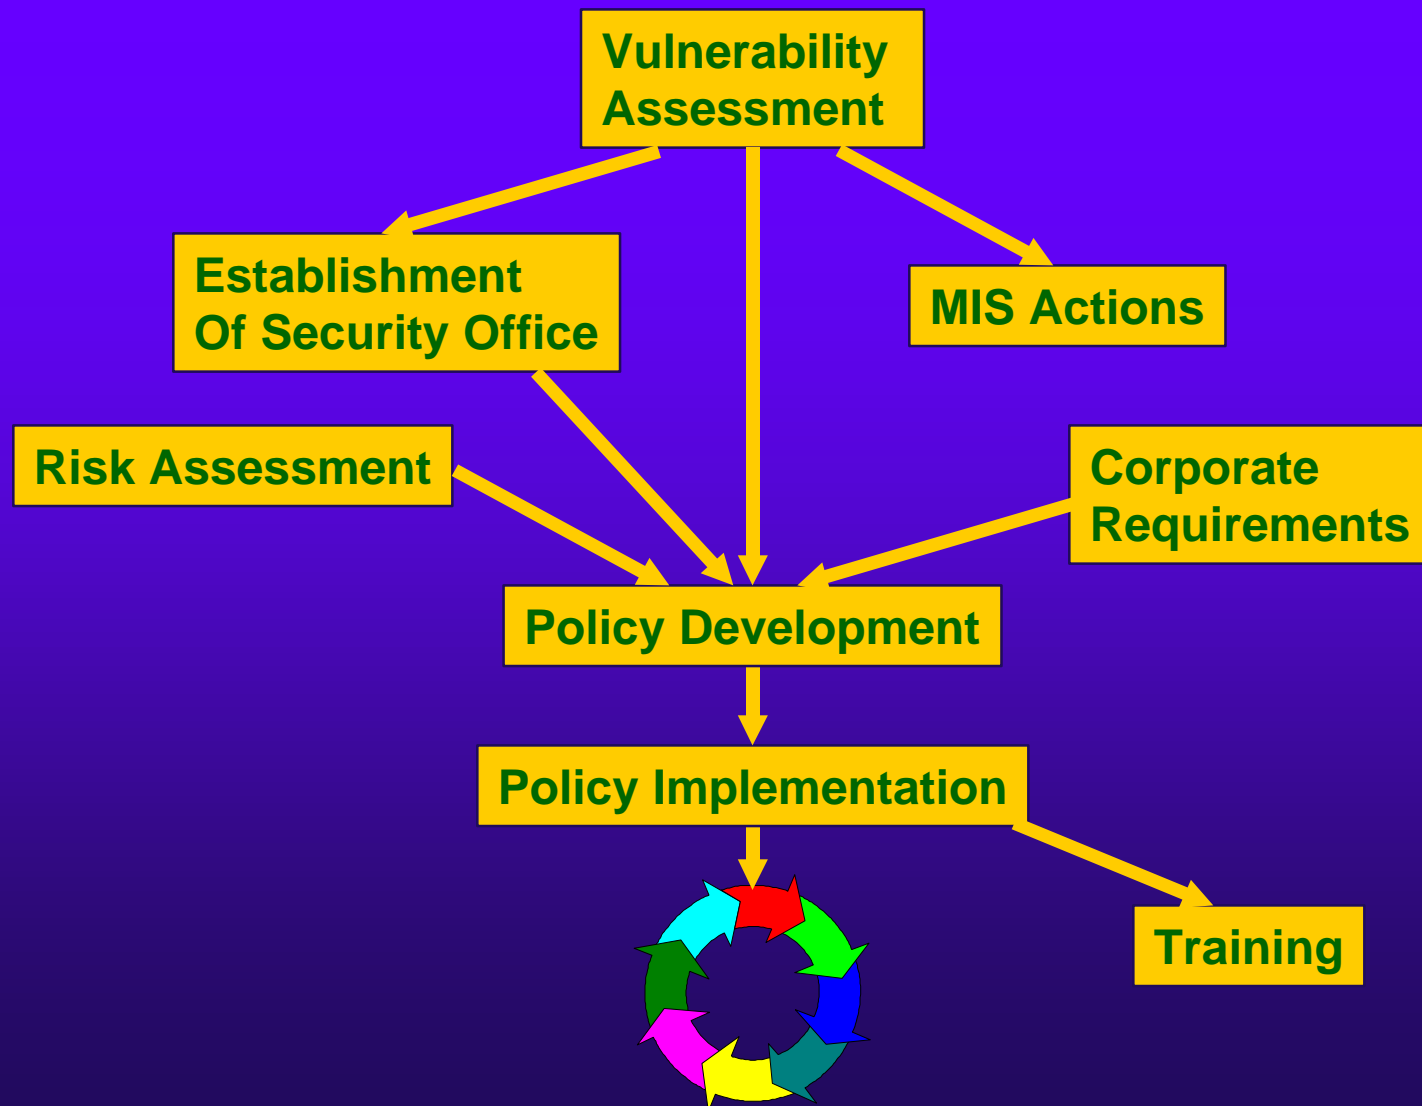 Vulnerability
Assessment
Establishment
Of Security Office
MIS Actions
Risk Assessment
Corporate
Requirements
Policy Development
Policy Implementation
Training